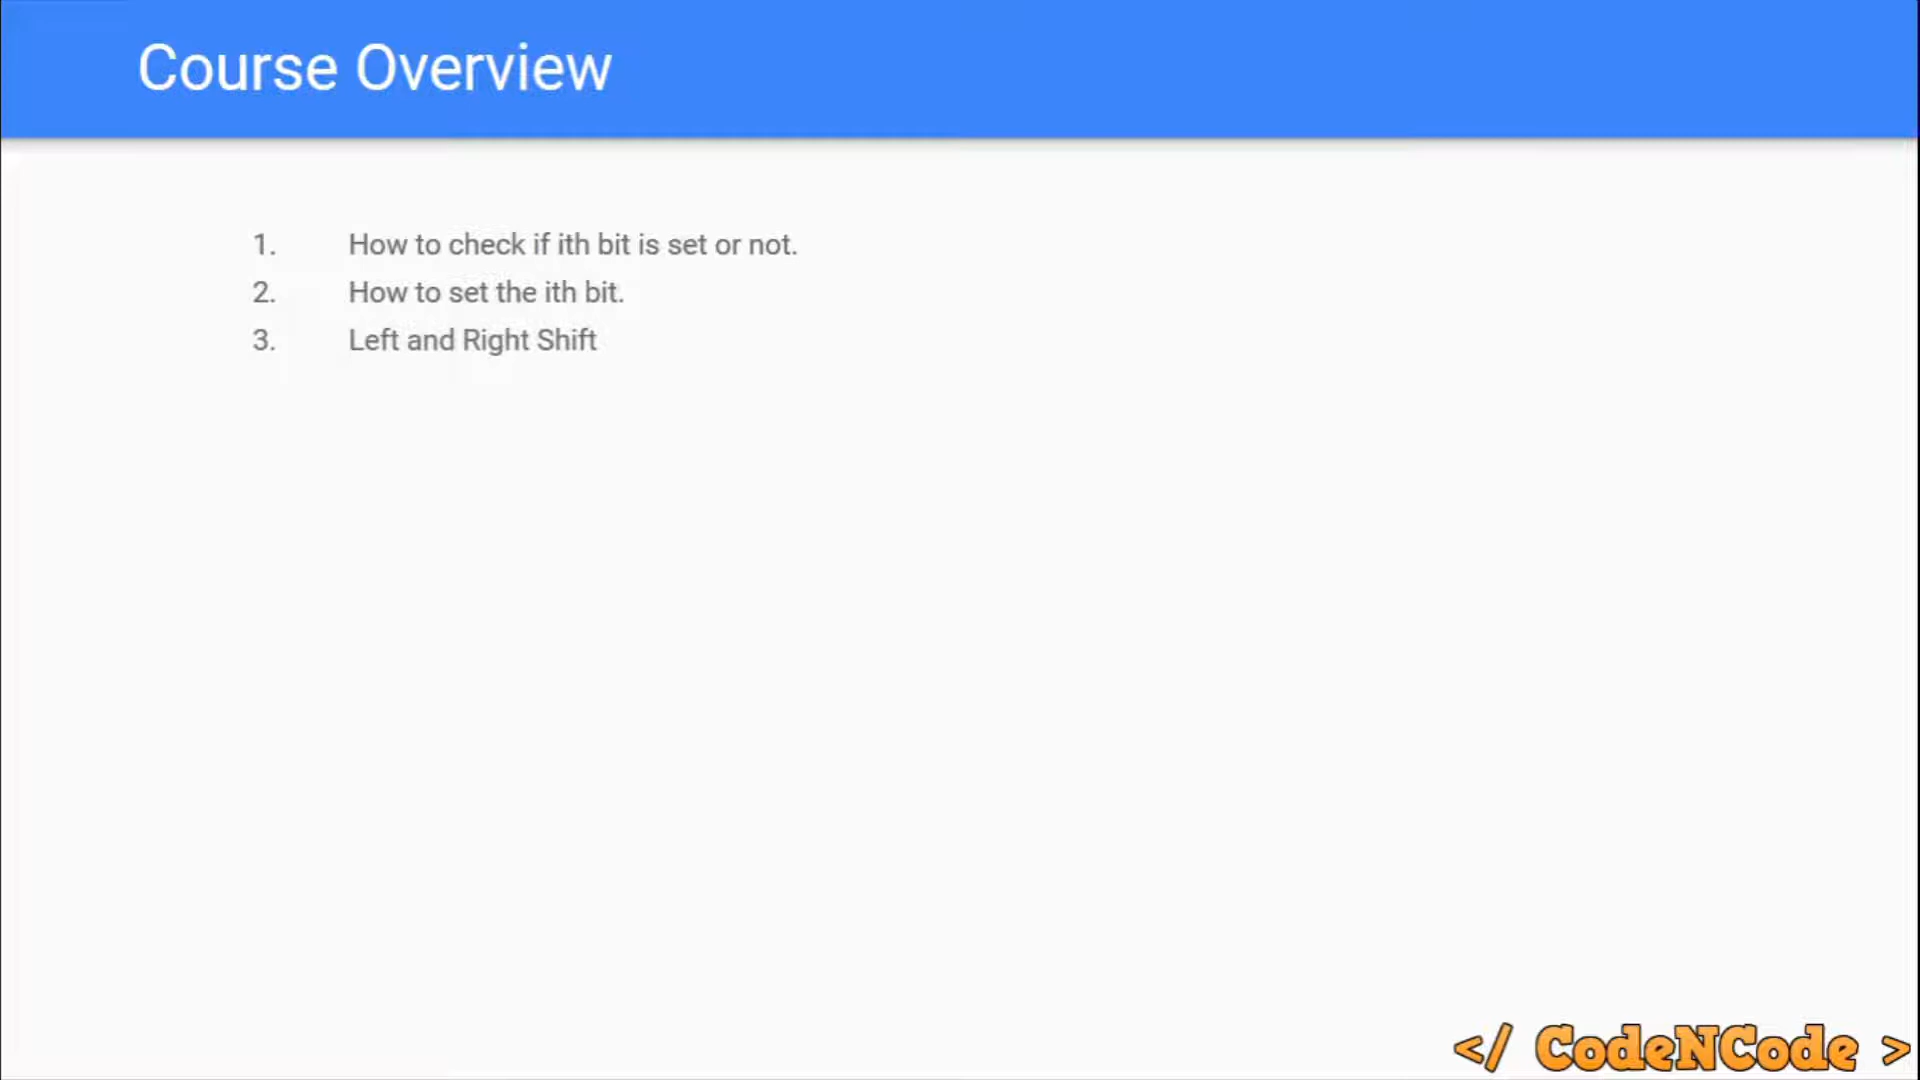 Course Overview
1. How to check if ith bit is set or not.
2. How to set the ith bit.
3. Left and Right Shift
</ CodeNCode >